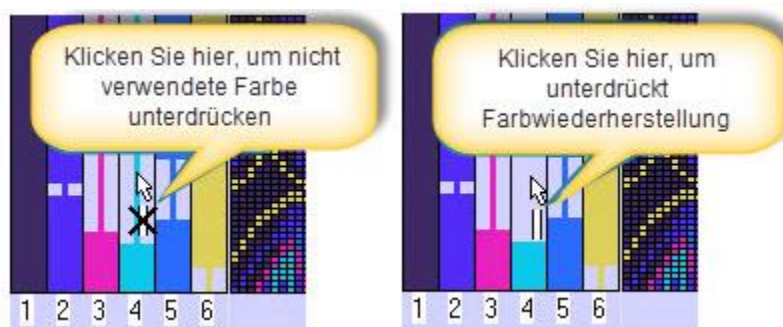 Klicken Sie hier, um nicht
verwendete Farbe
unterdrücken
1 2 3 4 5 6
Klicken Sie hier, um
unterdrückt
Farbwiederherstellung
1 2 3 4 5 6